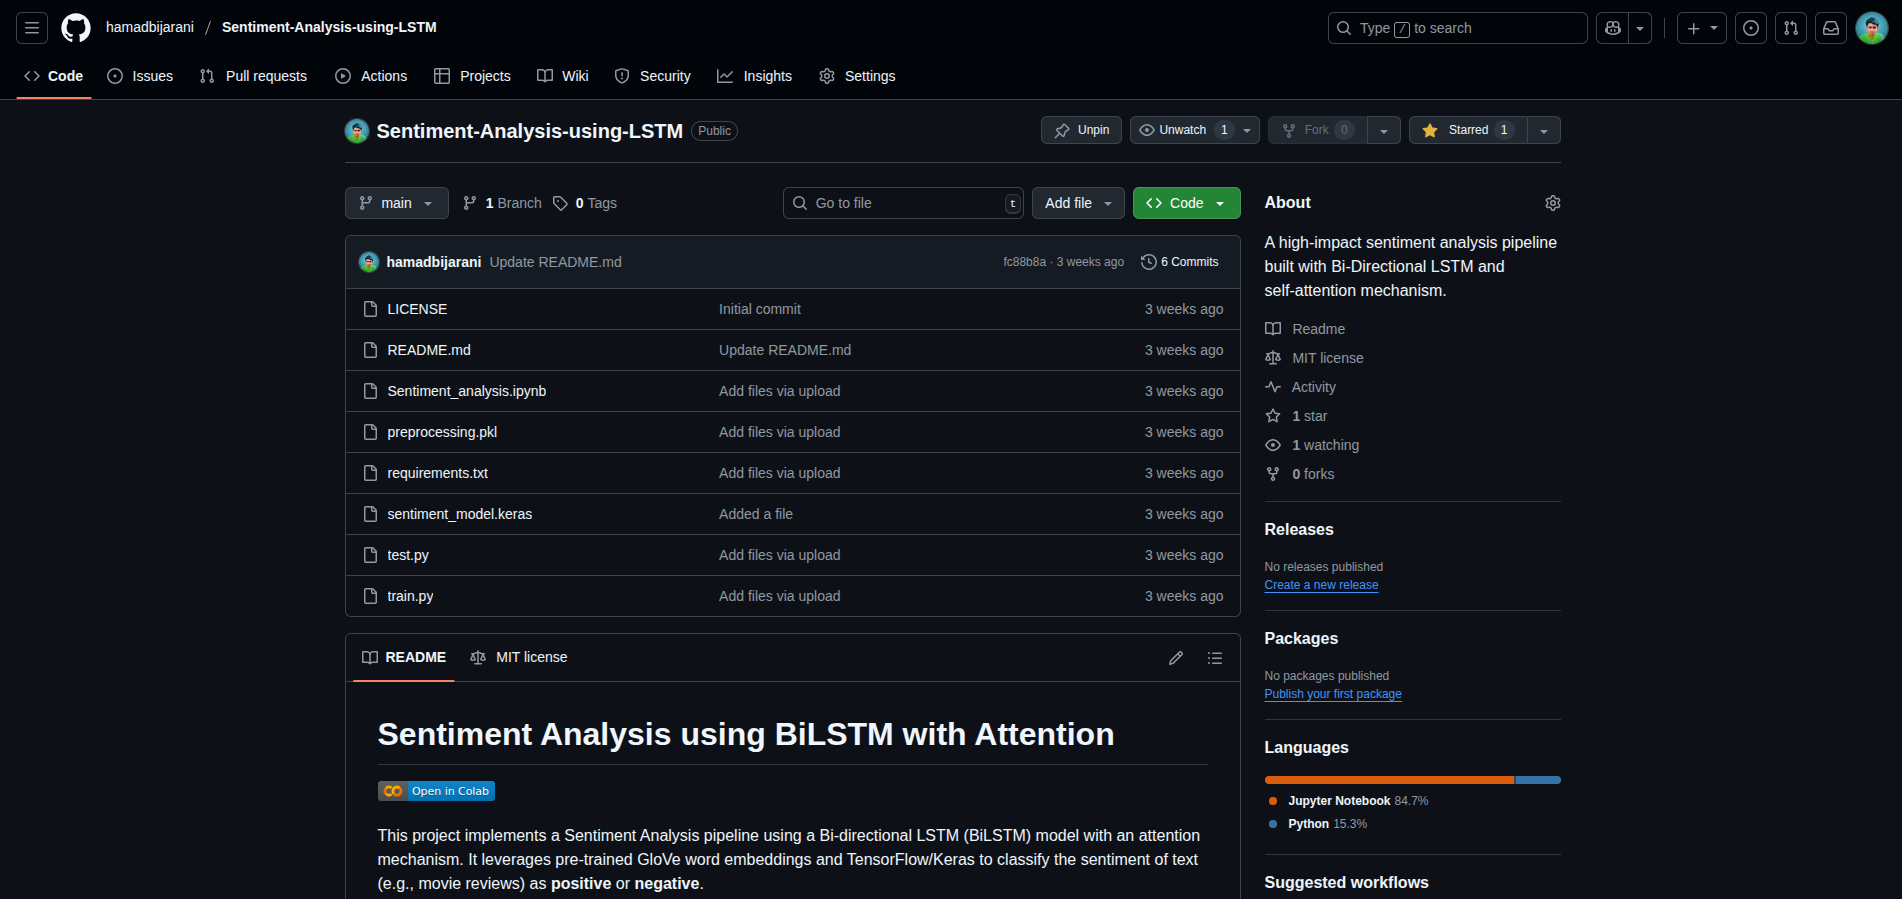 hamadbijarani / Sentiment-Analysis-using-LSTM
Type / to search
Code Issues Pull requests Actions Projects Wiki Security Insights Settings
Sentiment-Analysis-using-LSTM Public
Unpin Unwatch 1 Fork 0 Starred 1
main 1 Branch 0 Tags
Go to file t Add file Code
hamadbijarani Update README.md fc88b8a · 3 weeks ago 6 Commits
LICENSE Initial commit 3 weeks ago
README.md Update README.md 3 weeks ago
Sentiment_analysis.ipynb Add files via upload 3 weeks ago
preprocessing.pkl Add files via upload 3 weeks ago
requirements.txt Add files via upload 3 weeks ago
sentiment_model.keras Added a file 3 weeks ago
test.py Add files via upload 3 weeks ago
train.py Add files via upload 3 weeks ago
README MIT license
Sentiment Analysis using BiLSTM with Attention
Open in Colab
This project implements a Sentiment Analysis pipeline using a Bi-directional LSTM (BiLSTM) model with an attention
mechanism. It leverages pre-trained GloVe word embeddings and TensorFlow/Keras to classify the sentiment of text
(e.g., movie reviews) as positive or negative.
About
A high-impact sentiment analysis pipeline
built with Bi-Directional LSTM and
self-attention mechanism.
Readme
MIT license
Activity
1 star
1 watching
0 forks
Releases
No releases published
Create a new release
Packages
No packages published
Publish your first package
Languages
Jupyter Notebook 84.7%
Python 15.3%
Suggested workflows